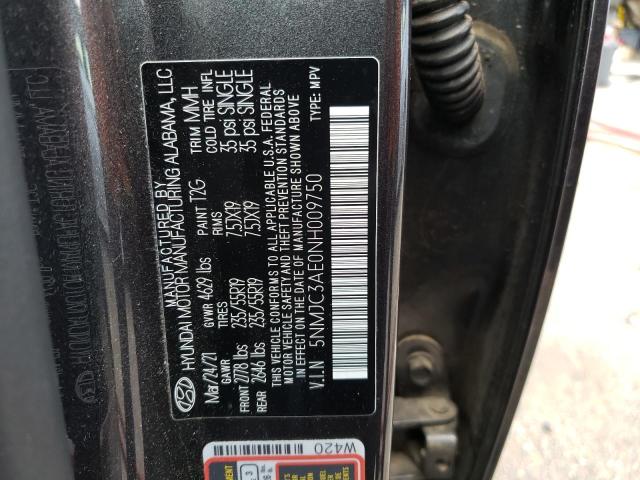 MANUFACTURED BY
HYUNDAI MOTOR MANUFACTURING ALABAMA, LLC
Mar/24/21 GVWR 4629 lbs PAINT T2G TRIM MMH
GAWR TIRES RIMS COLD TIRE INFL
FRONT 2778 lbs 235/55R19 7.5JX19 35 psi SINGLE
REAR 2646 lbs 235/55R19 7.5JX19 35 psi SINGLE
THIS VEHICLE CONFORMS TO ALL APPLICABLE U.S.A. FEDERAL
MOTOR VEHICLE SAFETY AND THEFT PREVENTION STANDARDS
IN EFFECT ON THE DATE OF MANUFACTURE SHOWN ABOVE.
V.I.N 5NMJC3AE0NH009750 TYPE: MPV
W420